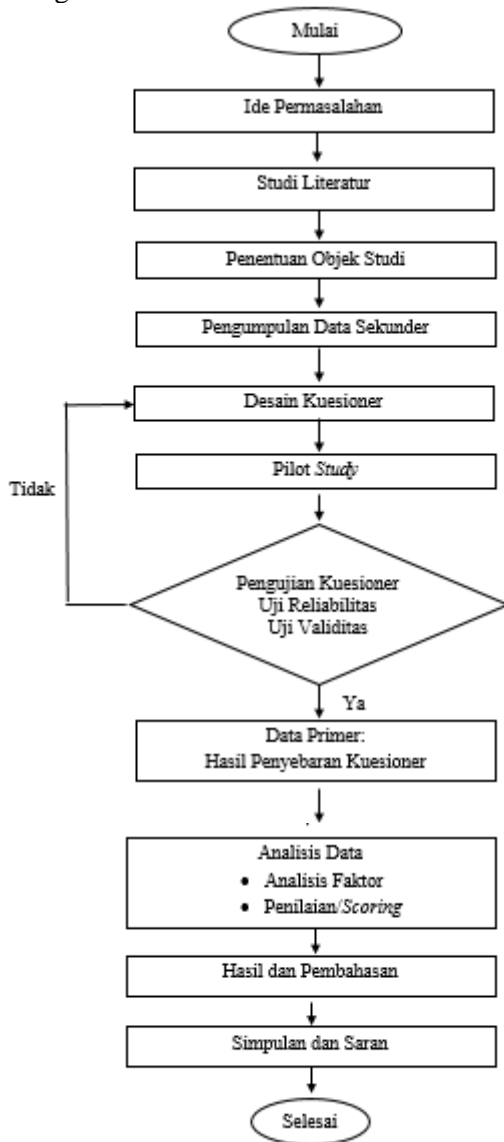 Mulai
Ide Permasalahan
Studi Literatur
Penentuan Objek Studi
Pengumpulan Data Sekunder
Desain Kuesioner
Pilot Study
Tidak
Pengujian Kuesioner
Uji Reliabilitas
Uji Validitas
Ya
Data Primer:
Hasil Penyebaran Kuesioner
Analisis Data
• Analisis Faktor
• Penilaian/Scoring
Hasil dan Pembahasan
Simpulan dan Saran
Selesai